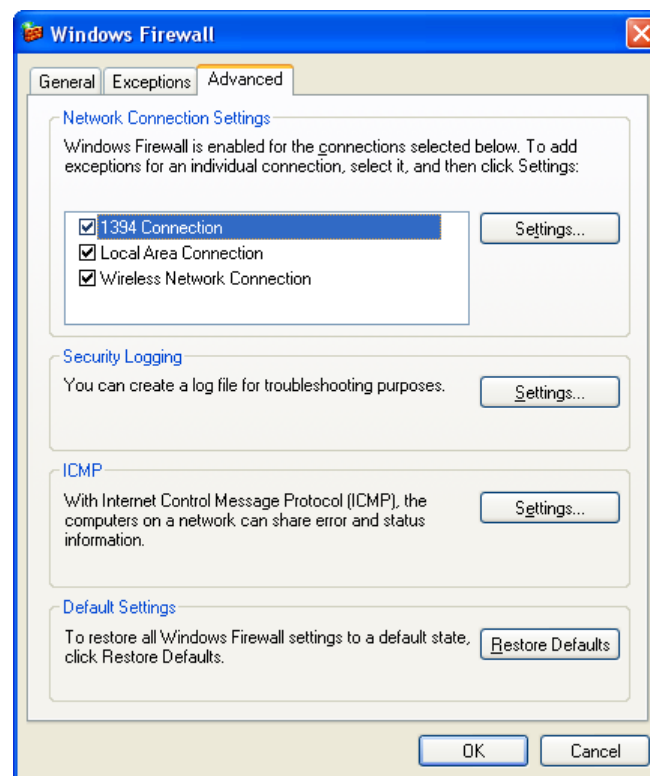 Windows Firewall
General
Exceptions
Advanced
Network Connection Settings
Windows Firewall is enabled for the connections selected below. To add
exceptions for an individual connection, select it, and then click Settings:
1394 Connection
Settings...
Local Area Connection
Wireless Network Connection
Security Logging
You can create a log file for troubleshooting purposes.
Settings...
ICMP
With Internet Control Message Protocol (ICMP), the
computers on a network can share error and status
information.
Settings...
Default Settings
To restore all Windows Firewall settings to a default state,
click Restore Defaults.
Restore Defaults
OK
Cancel